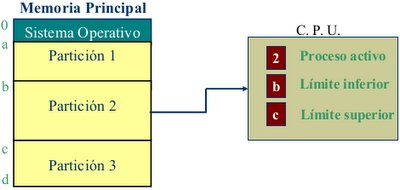 Memoria Principal
0
Sistema Operativo
a
Partición 1
b
Partición 2
c
Partición 3
d
C. P. U.
2 Proceso activo
b Límite inferior
c Límite superior